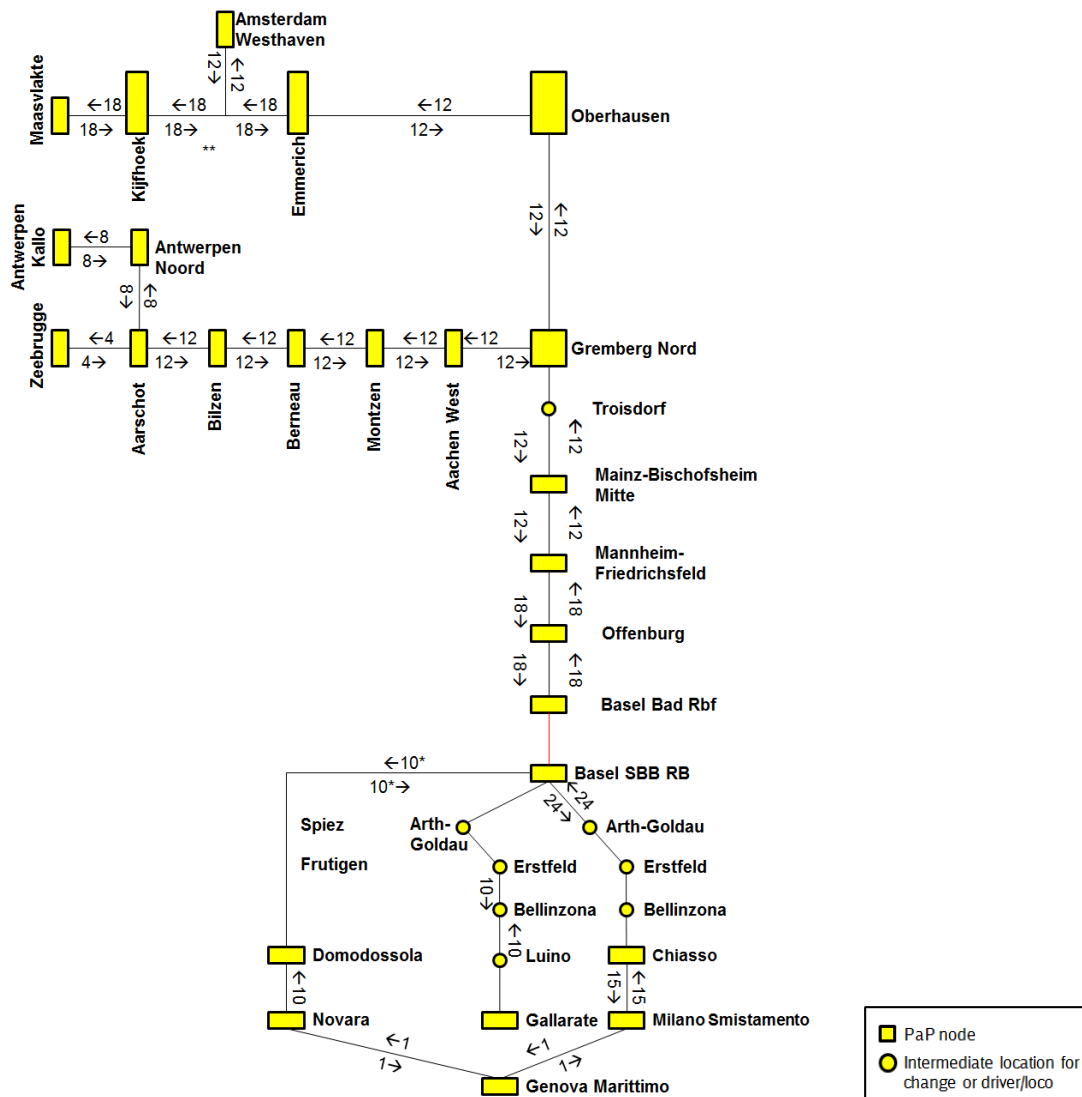 Amsterdam
Westhaven
12→
←12
Maasvlakte
←18
18→
Kijfhoek
←18
18→
**
←18
18→
Emmerich
←12
12→
Oberhausen
12→
←12
Antwerpen
Kallo
←8
8→
Antwerpen
Noord
8→
←8
Zeebrugge
←4
4→
Aarschot
←12
12→
Bilzen
←12
12→
Berneau
←12
12→
Montzen
←12
12→
Aachen West
←12
12→
Gremberg Nord
Troisdorf
12→
←12
Mainz-Bischofsheim
Mitte
12→
←12
Mannheim-
Friedrichsfeld
18→
←18
Offenburg
18→
←18
Basel Bad Rbf
Basel SBB RB
←10*
10*→
24→
←24
Arth-
Goldau
Arth-Goldau
Spiez
Frutigen
Erstfeld
Erstfeld
10→
Bellinzona
Bellinzona
←10
Domodossola
Luino
Chiasso
←10
15→
←15
Novara
Gallarate
Milano Smistamento
←1
1→
←1
1→
Genova Marittimo
PaP node
Intermediate location for
change or driver/loco